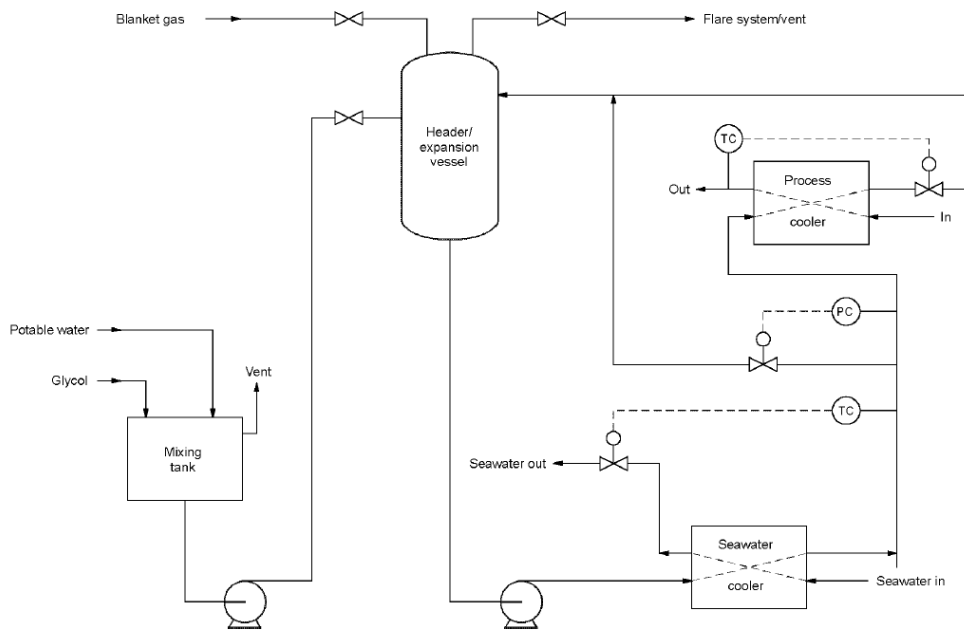 Blanket gas
Flare system/vent
Header/
expansion
vessel
TC
Out
Process
cooler
In
PC
Potable water
Glycol
Vent
TC
Mixing
tank
Seawater out
Seawater
cooler
Seawater in